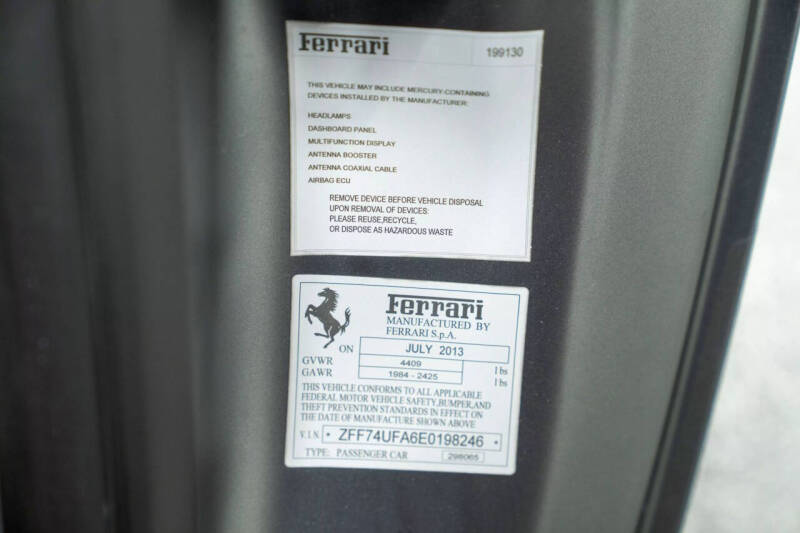 Ferrari 199130
THIS VEHICLE MAY INCLUDE MERCURY-CONTAINING
DEVICES INSTALLED BY THE MANUFACTURER:
HEADLAMPS
DASHBOARD PANEL
MULTIFUNCTION DISPLAY
ANTENNA BOOSTER
ANTENNA COAXIAL CABLE
AIRBAG ECU
REMOVE DEVICE BEFORE VEHICLE DISPOSAL
UPON REMOVAL OF DEVICES:
PLEASE REUSE,RECYCLE,
OR DISPOSE AS HAZARDOUS WASTE
Ferrari
MANUFACTURED BY
FERRARI S.p.A.
ON JULY 2013
GVWR 4409 lbs
GAWR 1984 - 2425 lbs
THIS VEHICLE CONFORMS TO ALL APPLICABLE
FEDERAL MOTOR VEHICLE SAFETY,BUMPER,AND
THEFT PREVENTION STANDARDS IN EFFECT ON
THE DATE OF MANUFACTURE SHOWN ABOVE
V.I.N. • ZFF74UFA6E0198246 •
TYPE: PASSENGER CAR 298065